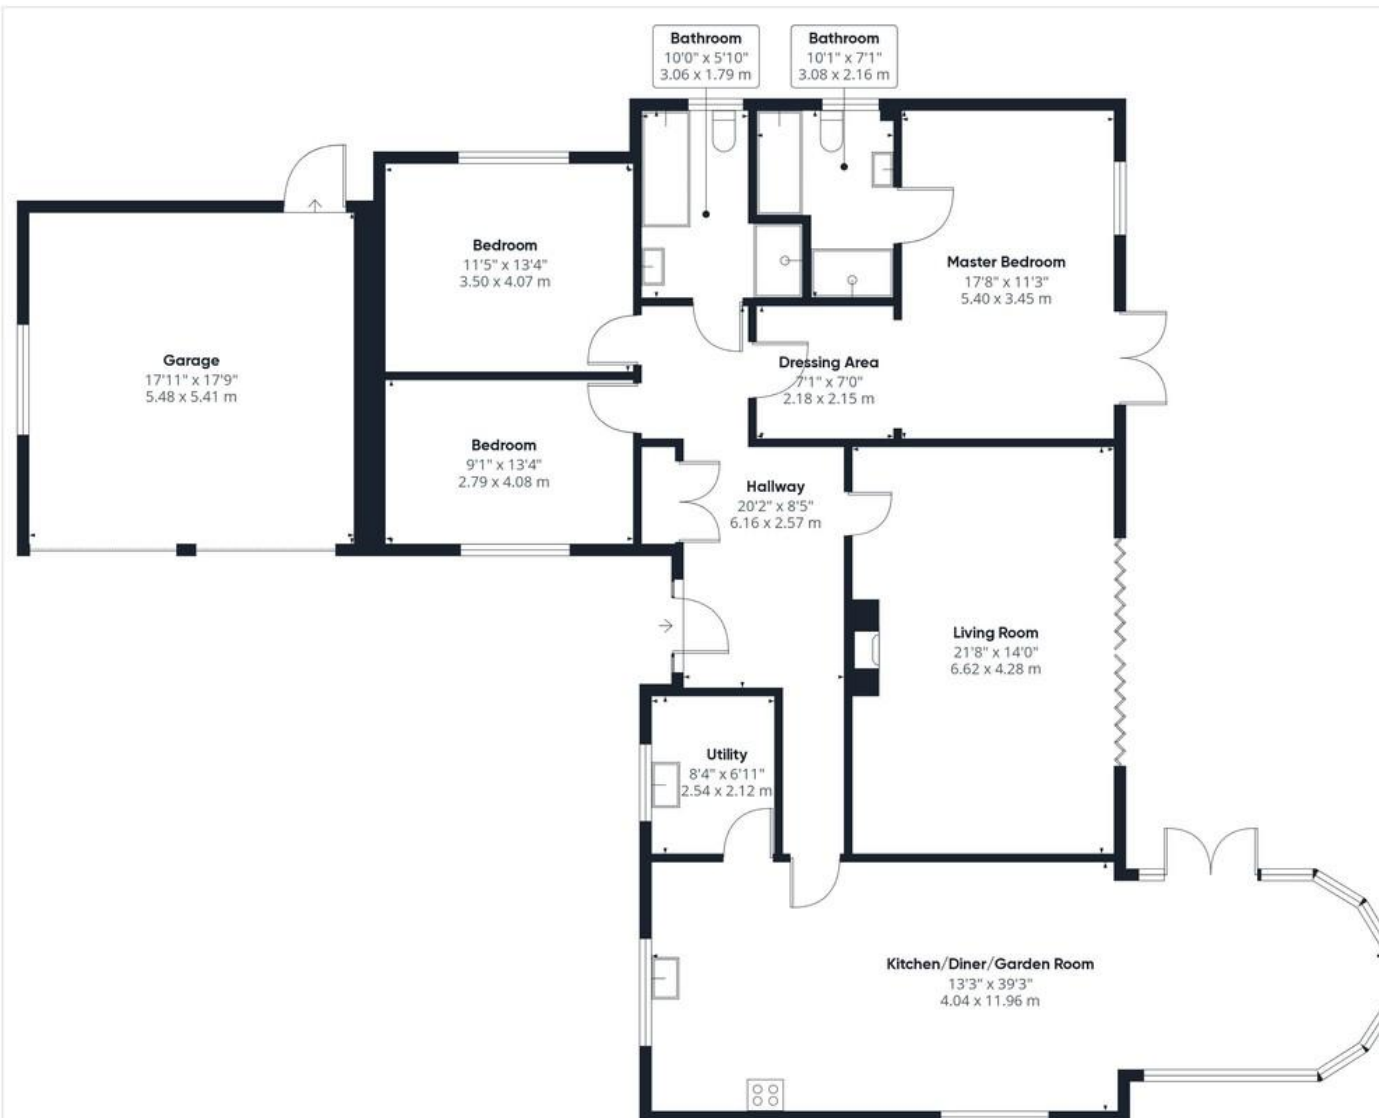 Bathroom
10'0" x 5'10"
3.06 x 1.79 m
Bathroom
10'1" x 7'1"
3.08 x 2.16 m
Bedroom
11'5" x 13'4"
3.50 x 4.07 m
Master Bedroom
17'8" x 11'3"
5.40 x 3.45 m
Garage
17'11" x 17'9"
5.48 x 5.41 m
Dressing Area
7'1" x 7'0"
2.18 x 2.15 m
Bedroom
9'1" x 13'4"
2.79 x 4.08 m
Hallway
20'2" x 8'5"
6.16 x 2.57 m
Living Room
21'8" x 14'0"
6.62 x 4.28 m
Utility
8'4" x 6'11"
2.54 x 2.12 m
Kitchen/Diner/Garden Room
13'3" x 39'3"
4.04 x 11.96 m